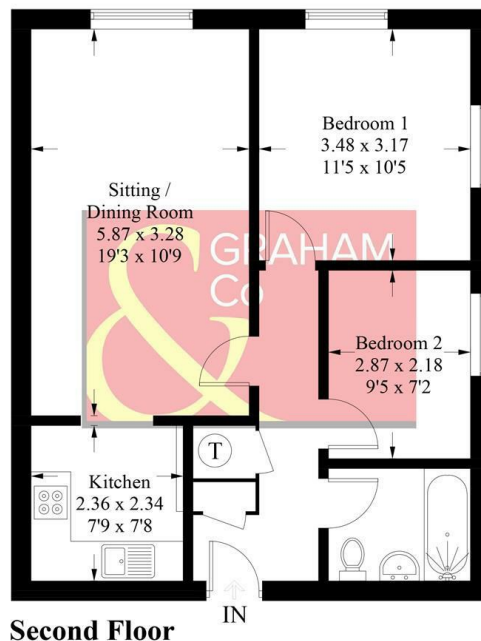 Bedroom 1
3.48 x 3.17
11'5 x 10'5
Sitting /
Dining Room
5.87 x 3.28
19'3 x 10'9
&
GRAHAM
Co
Bedroom 2
2.87 x 2.18
9'5 x 7'2
T
Kitchen
2.36 x 2.34
7'9 x 7'8
IN
Second Floor